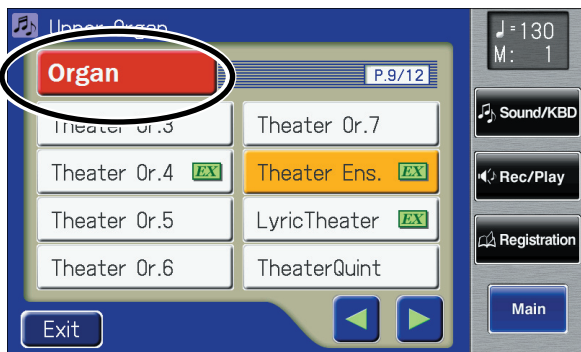 Upper Organ
Organ
P.9/12
Theater Or.3
Theater Or.7
Theater Or.4 EX
Theater Ens. EX
Theater Or.5
LyricTheater EX
Theater Or.6
TheaterQuint
Exit
♩=130
M: 1
Sound/KBD
Rec/Play
Registration
Main